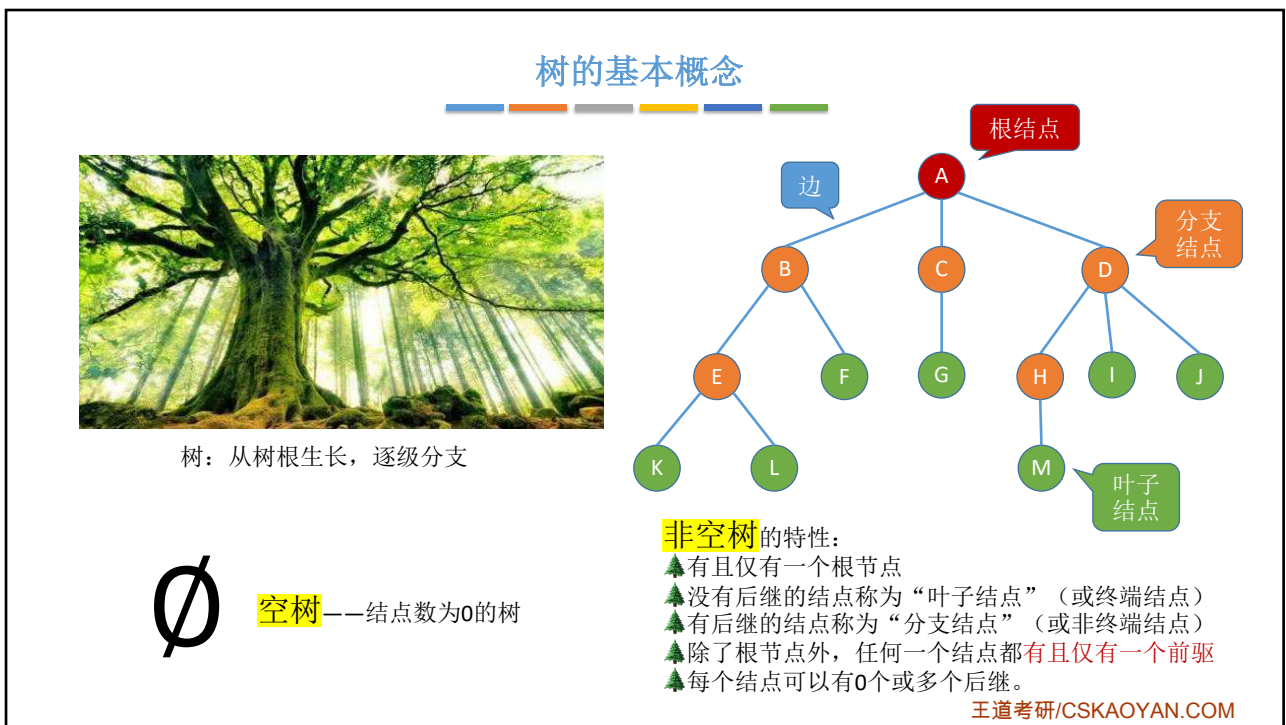 树的基本概念
根结点
边
A
分支
结点
B
C
D
E
F
G
H
I
J
K
L
M
叶子
结点
树：从树根生长，逐级分支
Ø
空树——结点数为0的树
非空树的特性：
有且仅有一个根节点
没有后继的结点称为“叶子结点”（或终端结点）
有后继的结点称为“分支结点”（或非终端结点）
除了根节点外，任何一个结点都有且仅有一个前驱
每个结点可以有0个或多个后继。
王道考研/CSKAOYAN.COM